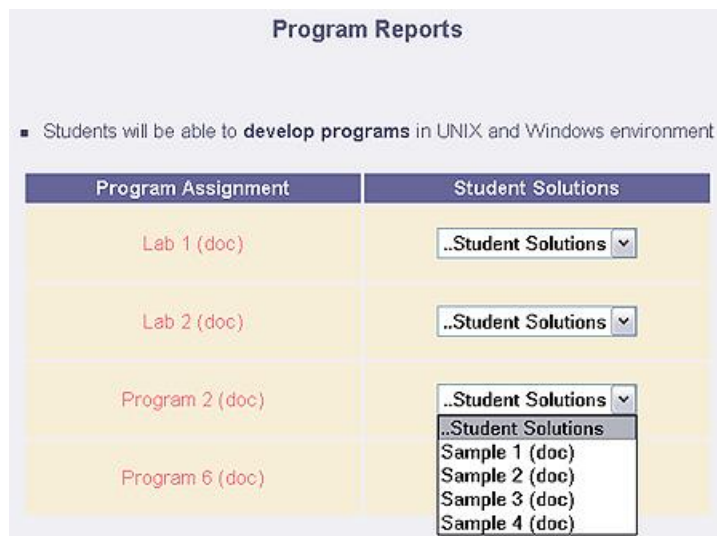 Program Reports
▪ Students will be able to develop programs in UNIX and Windows environment
Program Assignment Student Solutions
Lab 1 (doc) ..Student Solutions
Lab 2 (doc) ..Student Solutions
Program 2 (doc) ..Student Solutions
..Student Solutions
Sample 1 (doc)
Sample 2 (doc)
Program 6 (doc)
Sample 3 (doc)
Sample 4 (doc)